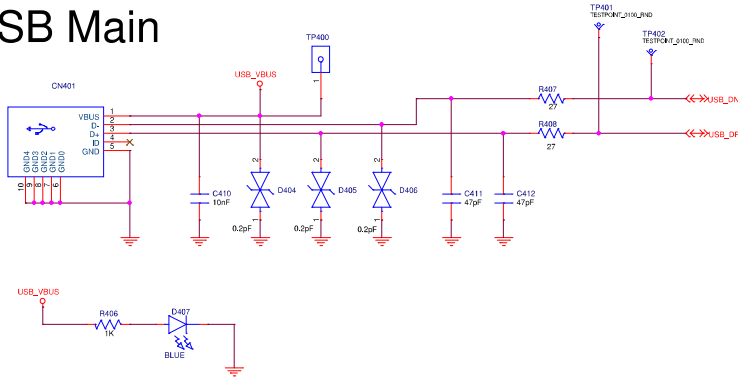 SB Main
TP401
TESTPOINT_0100_RND
TP402
TESTPOINT_0100_RND
TP400
1
USB_VBUS
CN401
VBUS 1
D- 2
D+ 3
ID 4
GND 5
GND4
GND3
GND2
GND1
GND0
10
9
8
7
6
R407
27
USB_DN
R408
27
USB_DP
C410
10nF
2
D404
1
0.2pF
2
D405
1
0.2pF
2
D406
1
0.2pF
C411
47pF
C412
47pF
USB_VBUS
R406
1K
D407
BLUE